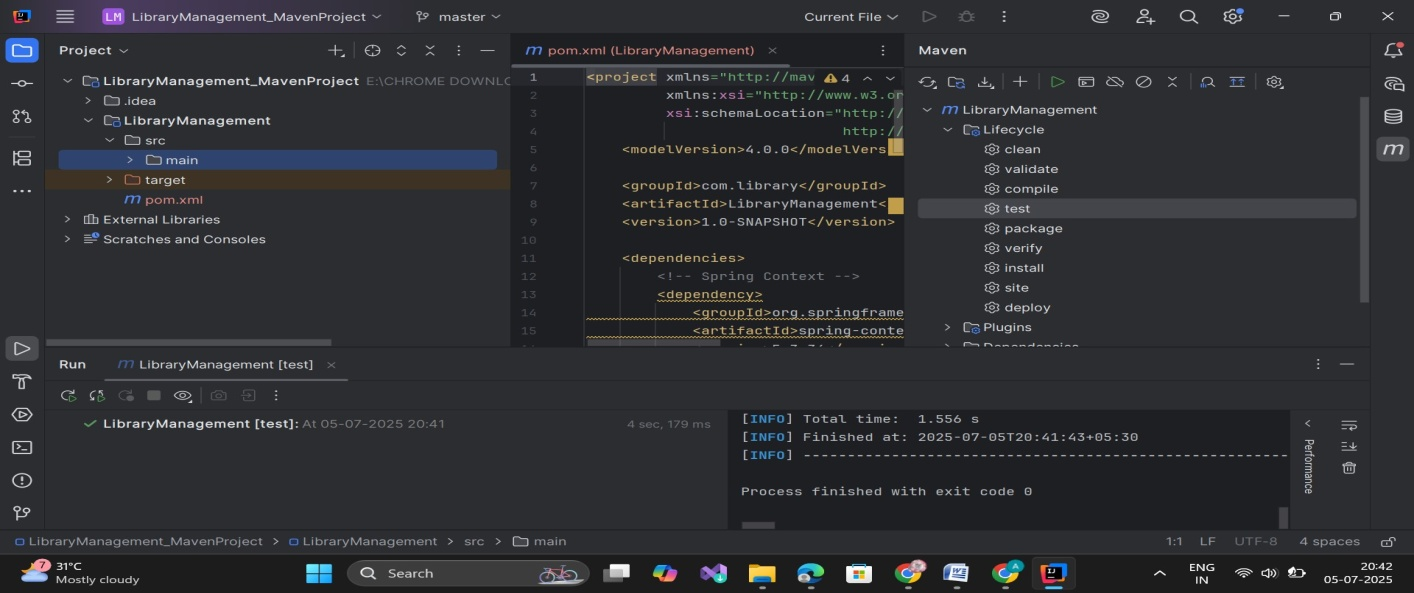 LM LibraryManagement_MavenProject master Current File
Project
LibraryManagement_MavenProject E:\CHROME DOWNLC
.idea
LibraryManagement
src
main
target
m pom.xml
External Libraries
Scratches and Consoles
m pom.xml (LibraryManagement)
4
1 <project xmlns="http://mav
2 xmlns:xsi="http://www.w3.or
3 xsi:schemaLocation="http:/
4 http:/
5 <modelVersion>4.0.0</modelVers
6
7 <groupId>com.library</groupId>
8 <artifactId>LibraryManagement<
9 <version>1.0-SNAPSHOT</version>
10
11 <dependencies>
12 <!-- Spring Context -->
13 <dependency>
14 <groupId>org.springframe
15 <artifactId>spring-conte
Maven
m LibraryManagement
Lifecycle
clean
validate
compile
test
package
verify
install
site
deploy
Plugins
Dependencies
m
Run m LibraryManagement [test]
LibraryManagement [test]: At 05-07-2025 20:41 4 sec, 179 ms
[INFO] Total time: 1.556 s
[INFO] Finished at: 2025-07-05T20:41:43+05:30
[INFO] ------------------------------------------------------
Process finished with exit code 0
Performance
LibraryManagement_MavenProject > LibraryManagement > src > main 1:1 LF UTF-8 4 spaces
7
31°C
Mostly cloudy
Search
A
ENG
IN
20:42
05-07-2025